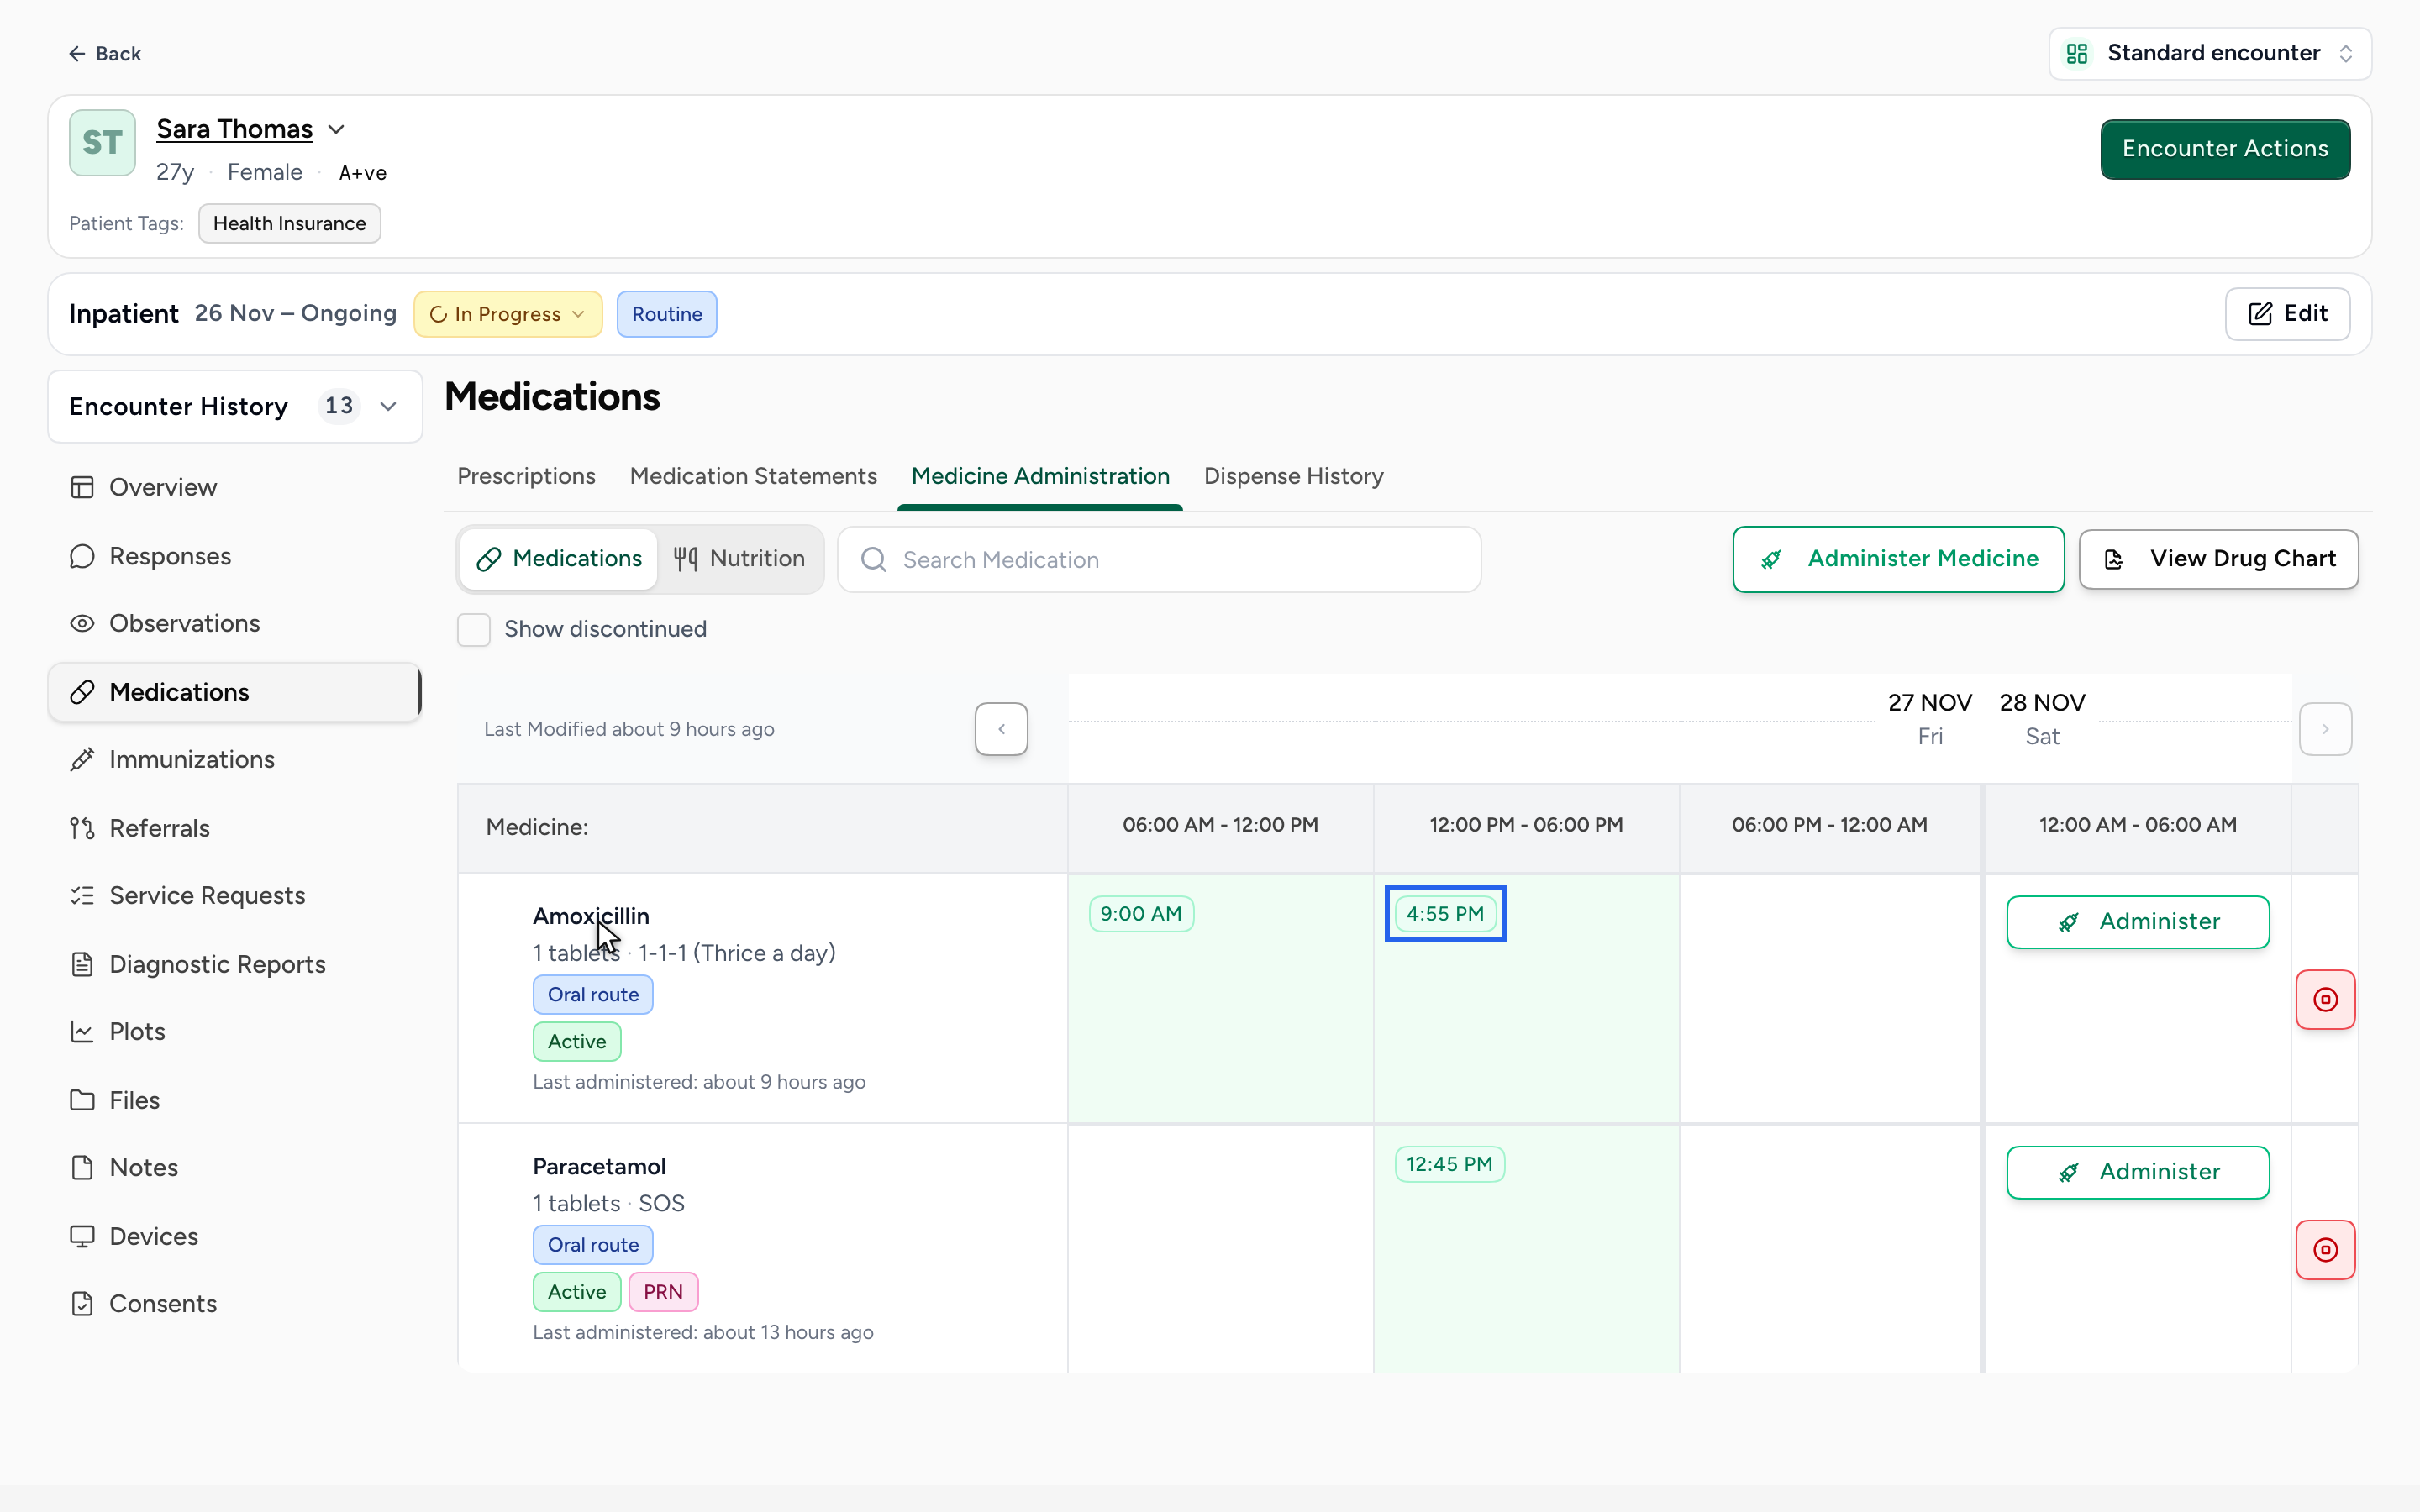 Back
Standard encounter
ST
Sara Thomas
27y · Female · A+ve
Encounter Actions
Patient Tags: Health Insurance
Inpatient 26 Nov – Ongoing In Progress Routine
Edit
Encounter History 13
Overview
Responses
Observations
Medications
Immunizations
Referrals
Service Requests
Diagnostic Reports
Plots
Files
Notes
Devices
Consents
Medications
Prescriptions Medication Statements Medicine Administration Dispense History
Medications Nutrition Search Medication Administer Medicine View Drug Chart
Show discontinued
Last Modified about 9 hours ago
27 NOV 28 NOV
Fri Sat
Medicine: 06:00 AM - 12:00 PM 12:00 PM - 06:00 PM 06:00 PM - 12:00 AM 12:00 AM - 06:00 AM
Amoxicillin
1 tablets · 1-1-1 (Thrice a day)
Oral route
Active
Last administered: about 9 hours ago
9:00 AM 4:55 PM Administer
Paracetamol
1 tablets · SOS
Oral route
Active PRN
Last administered: about 13 hours ago
12:45 PM Administer